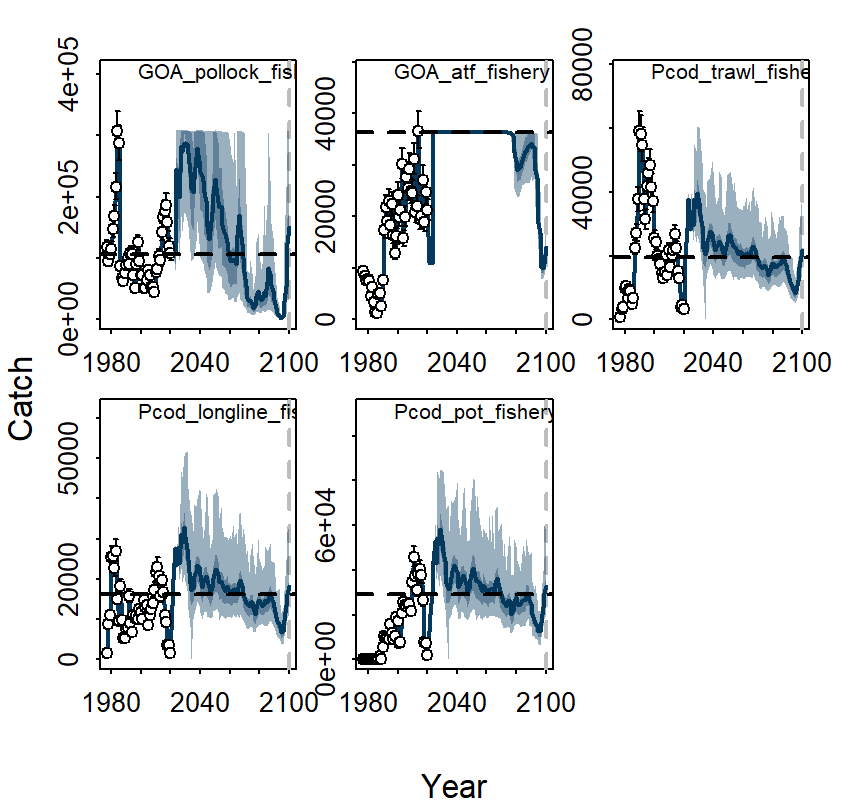 GOA_pollock_fish
GOA_atf_fishery
Pcod_trawl_fishe
4e+05
2e+05
0e+00
40000
20000
0
80000
40000
0
1980 2040 2100
1980 2040 2100
1980 2040 2100
Catch
Pcod_longline_fis
Pcod_pot_fishery
50000
20000
0
6e+04
0e+00
1980 2040 2100
1980 2040 2100
Year